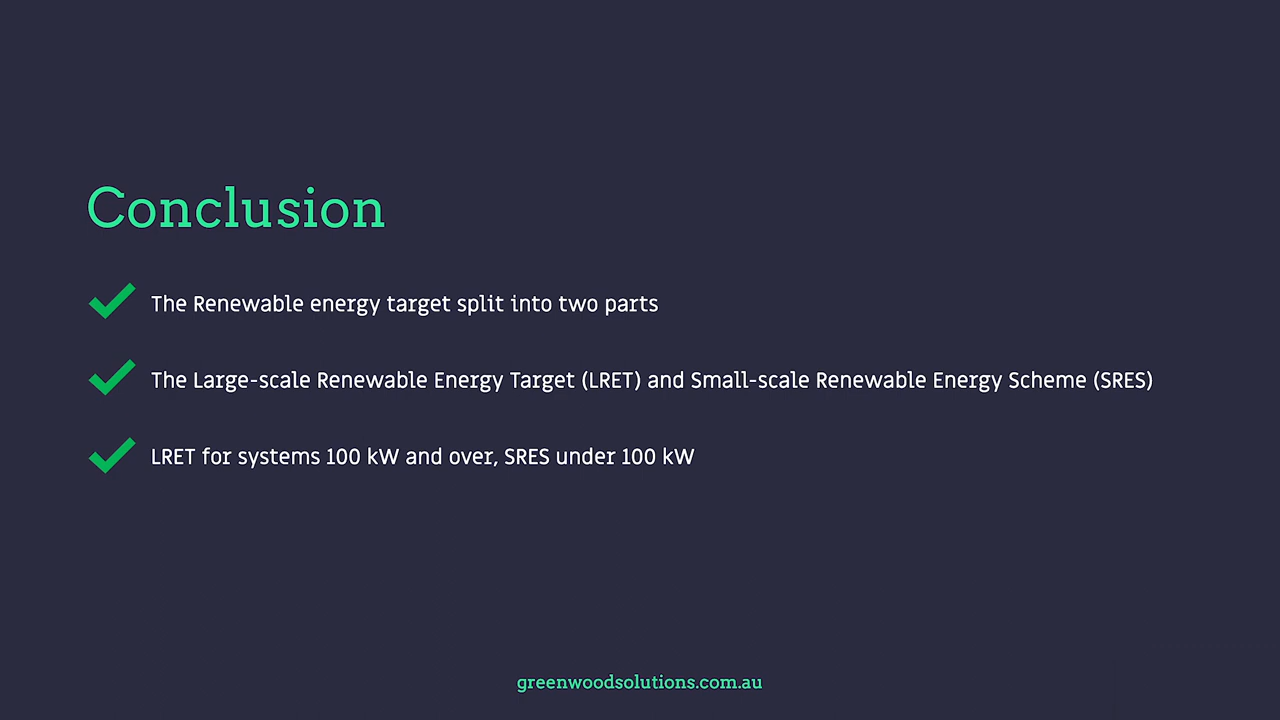 Conclusion
The Renewable energy target split into two parts
The Large-scale Renewable Energy Target (LRET) and Small-scale Renewable Energy Scheme (SRES)
LRET for systems 100 kW and over, SRES under 100 kW
greenwoodsolutions.com.au